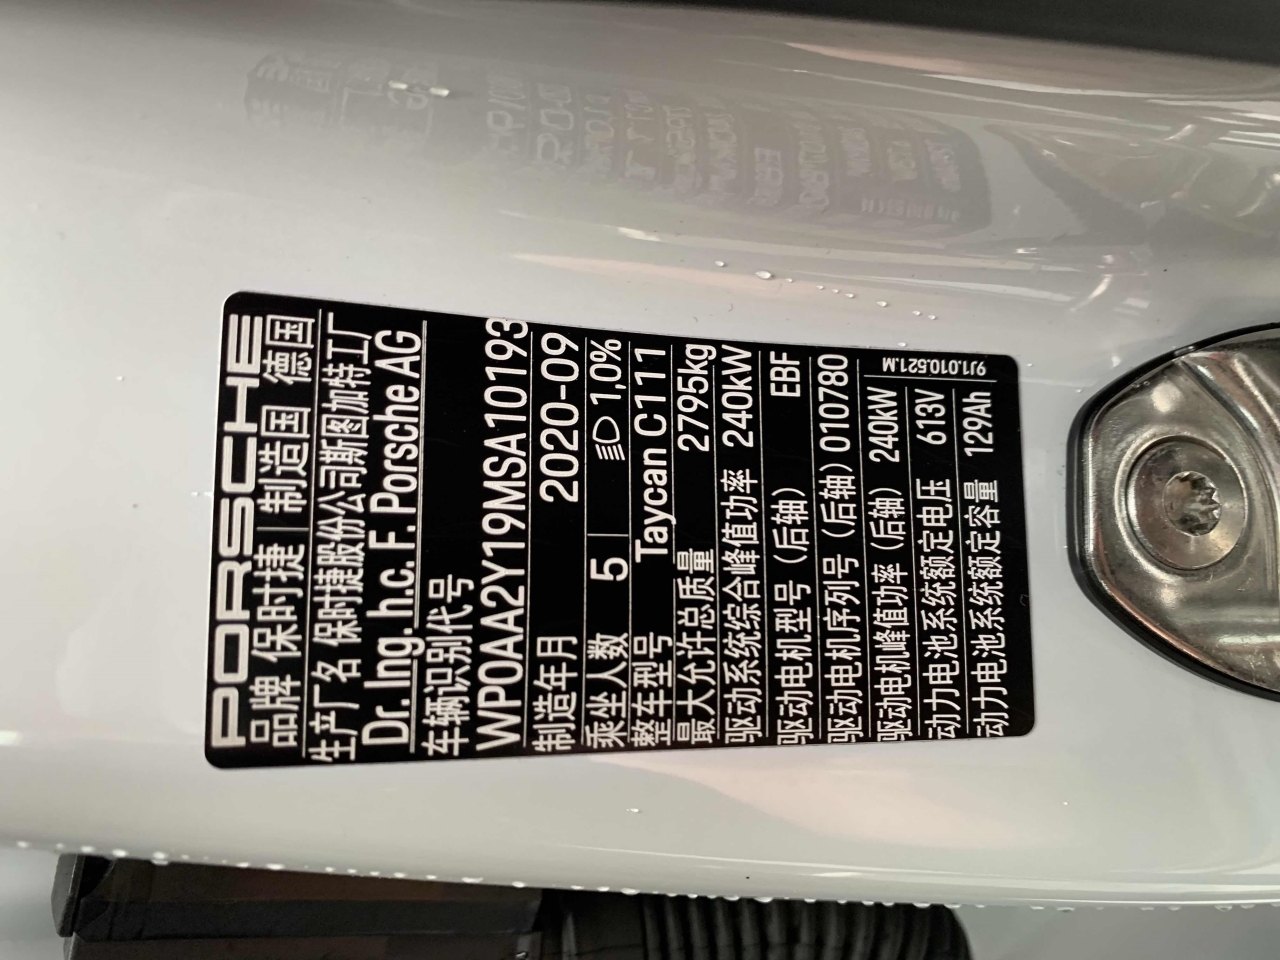 PORSCHE
品牌 保时捷 制造国 德国
生产厂名 保时捷股份公司斯图加特工厂
Dr. Ing. h.c. F. Porsche AG
车辆识别代号
WP0AA2Y19MSA10193
制造年月 2020-09
乘坐人数 5 1,0%
整车型号 Taycan C111
最大允许总质量 2795kg
驱动系统综合峰值功率 240kW
驱动电机型号（后轴） EBF
驱动电机序列号（后轴）010780
驱动电机峰值功率（后轴） 240kW
动力电池系统额定电压 613V
动力电池系统额定容量 129Ah
9J1.010.521.M